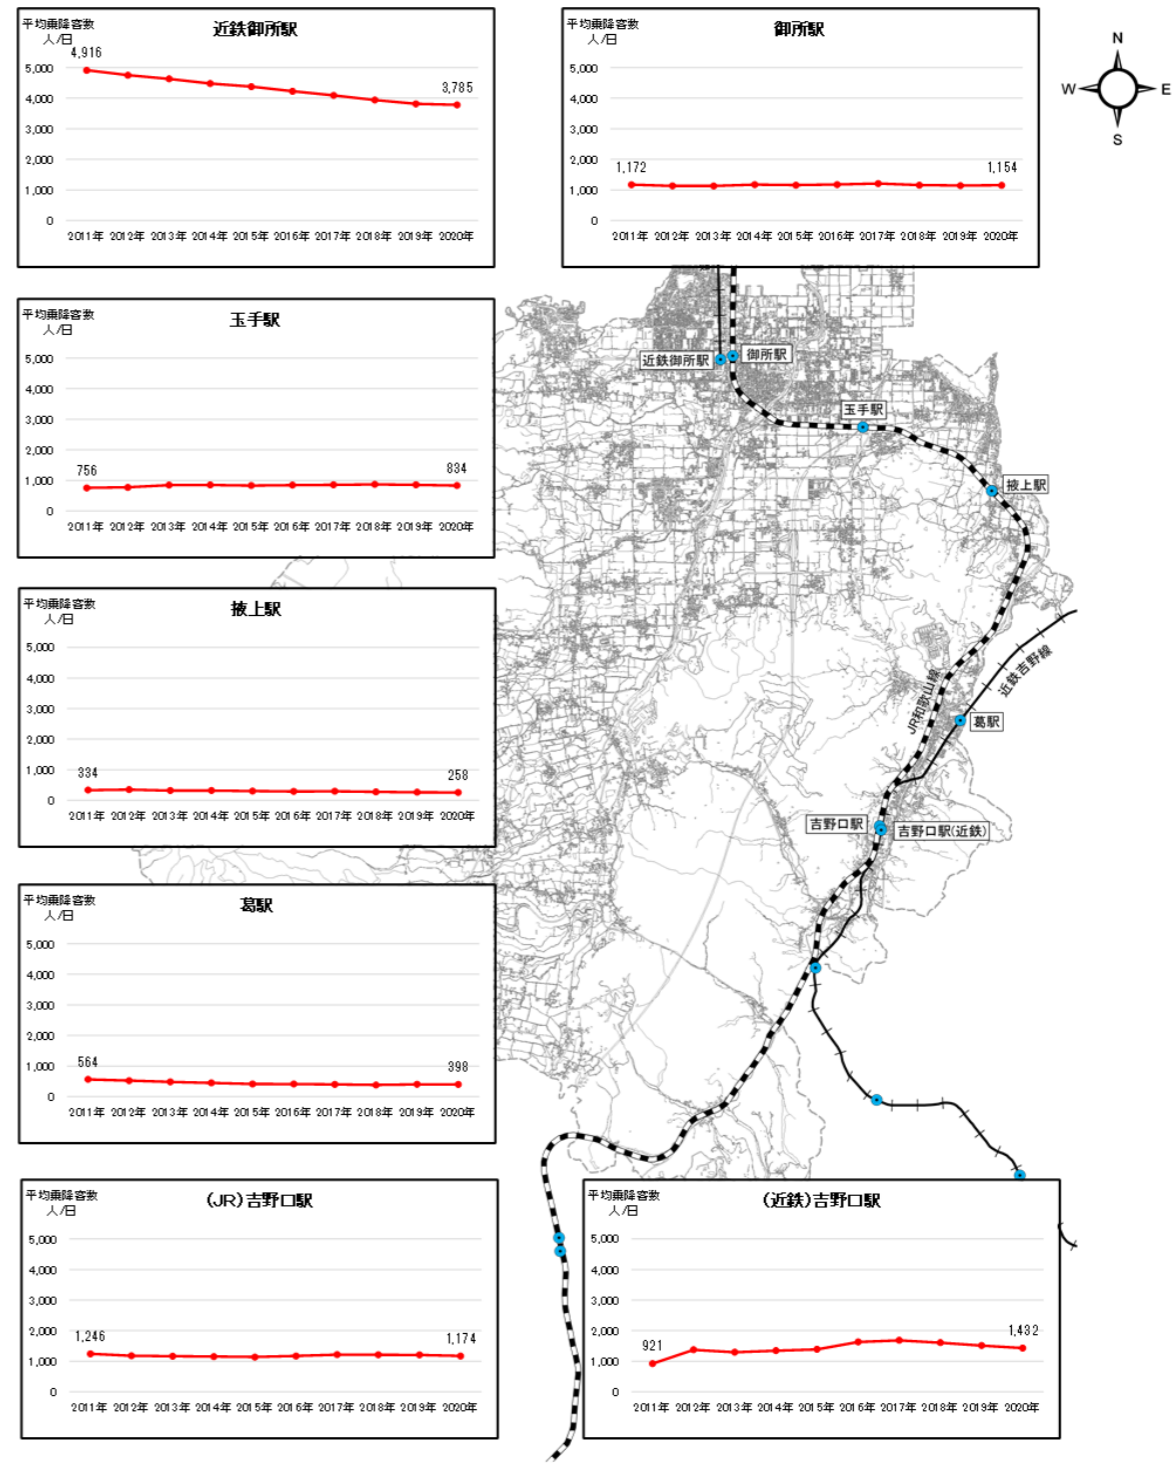 平均乗降客数
人/日
近鉄御所駅
4,916
3,785
5,000
4,000
3,000
2,000
1,000
0
2011年 2012年 2013年 2014年 2015年 2016年 2017年 2018年 2019年 2020年
平均乗降客数
人/日
御所駅
5,000
4,000
3,000
2,000
1,000
0
1,172
1,154
2011年 2012年 2013年 2014年 2015年 2016年 2017年 2018年 2019年 2020年
N
W E
S
平均乗降客数
人/日
玉手駅
5,000
4,000
3,000
2,000
1,000
0
756
834
2011年 2012年 2013年 2014年 2015年 2016年 2017年 2018年 2019年 2020年
近鉄御所駅
御所駅
玉手駅
掖上駅
平均乗降客数
人/日
掖上駅
5,000
4,000
3,000
2,000
1,000
0
334
258
2011年 2012年 2013年 2014年 2015年 2016年 2017年 2018年 2019年 2020年
近鉄吉野線
JR和歌山線
葛駅
吉野口駅
吉野口駅(近鉄)
平均乗降客数
人/日
葛駅
5,000
4,000
3,000
2,000
1,000
0
564
398
2011年 2012年 2013年 2014年 2015年 2016年 2017年 2018年 2019年 2020年
平均乗降客数
人/日
(JR)吉野口駅
5,000
4,000
3,000
2,000
1,000
0
1,246
1,174
2011年 2012年 2013年 2014年 2015年 2016年 2017年 2018年 2019年 2020年
平均乗降客数
人/日
(近鉄)吉野口駅
5,000
4,000
3,000
2,000
1,000
0
921
1,432
2011年 2012年 2013年 2014年 2015年 2016年 2017年 2018年 2019年 2020年